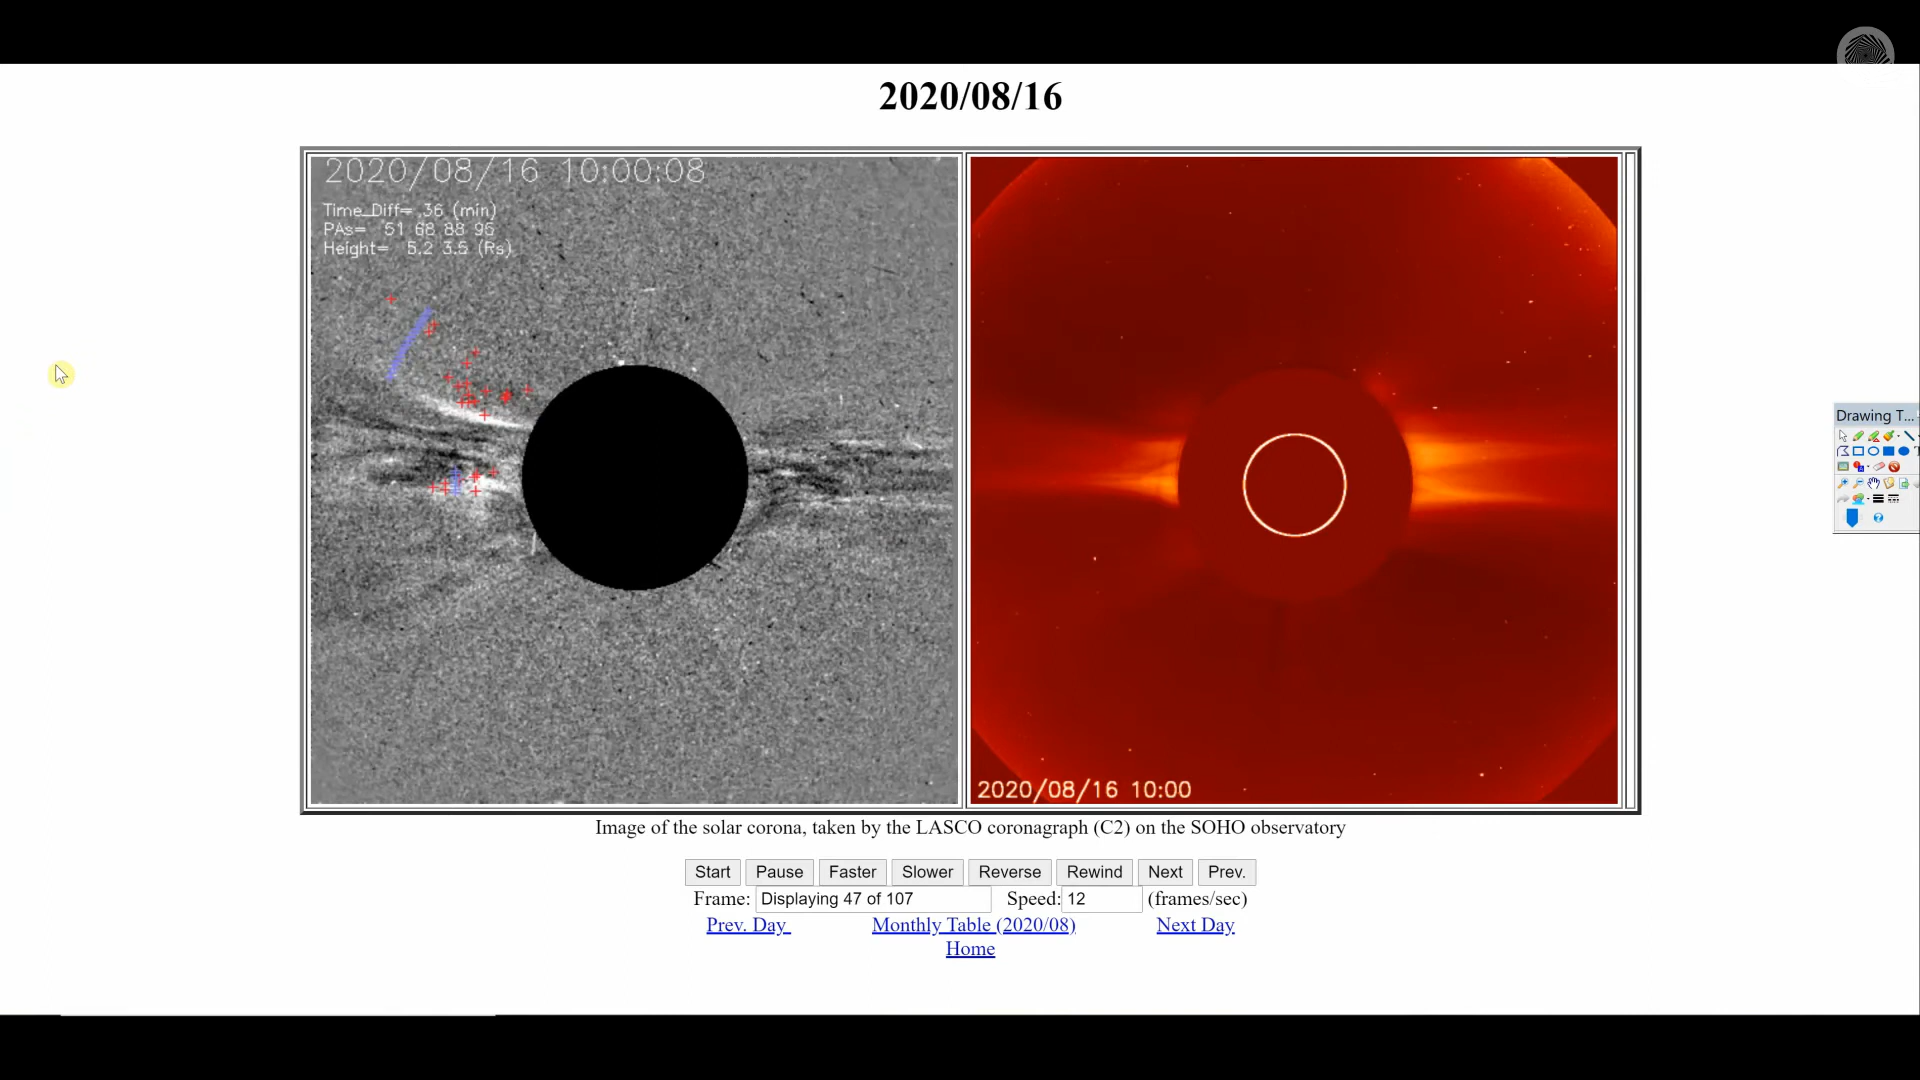 2020/08/16
2020/08/16 10:00:08
Time_Diff= .36 (min)
PAs= 51 68 88 95
Height= 5.2 3.5 (Rs)
2020/08/16 10:00
Drawing T...
Image of the solar corona, taken by the LASCO coronagraph (C2) on the SOHO observatory
Start Pause Faster Slower Reverse Rewind Next Prev.
Frame: Displaying 47 of 107 Speed: 12 (frames/sec)
Prev. Day Monthly Table (2020/08) Next Day
Home